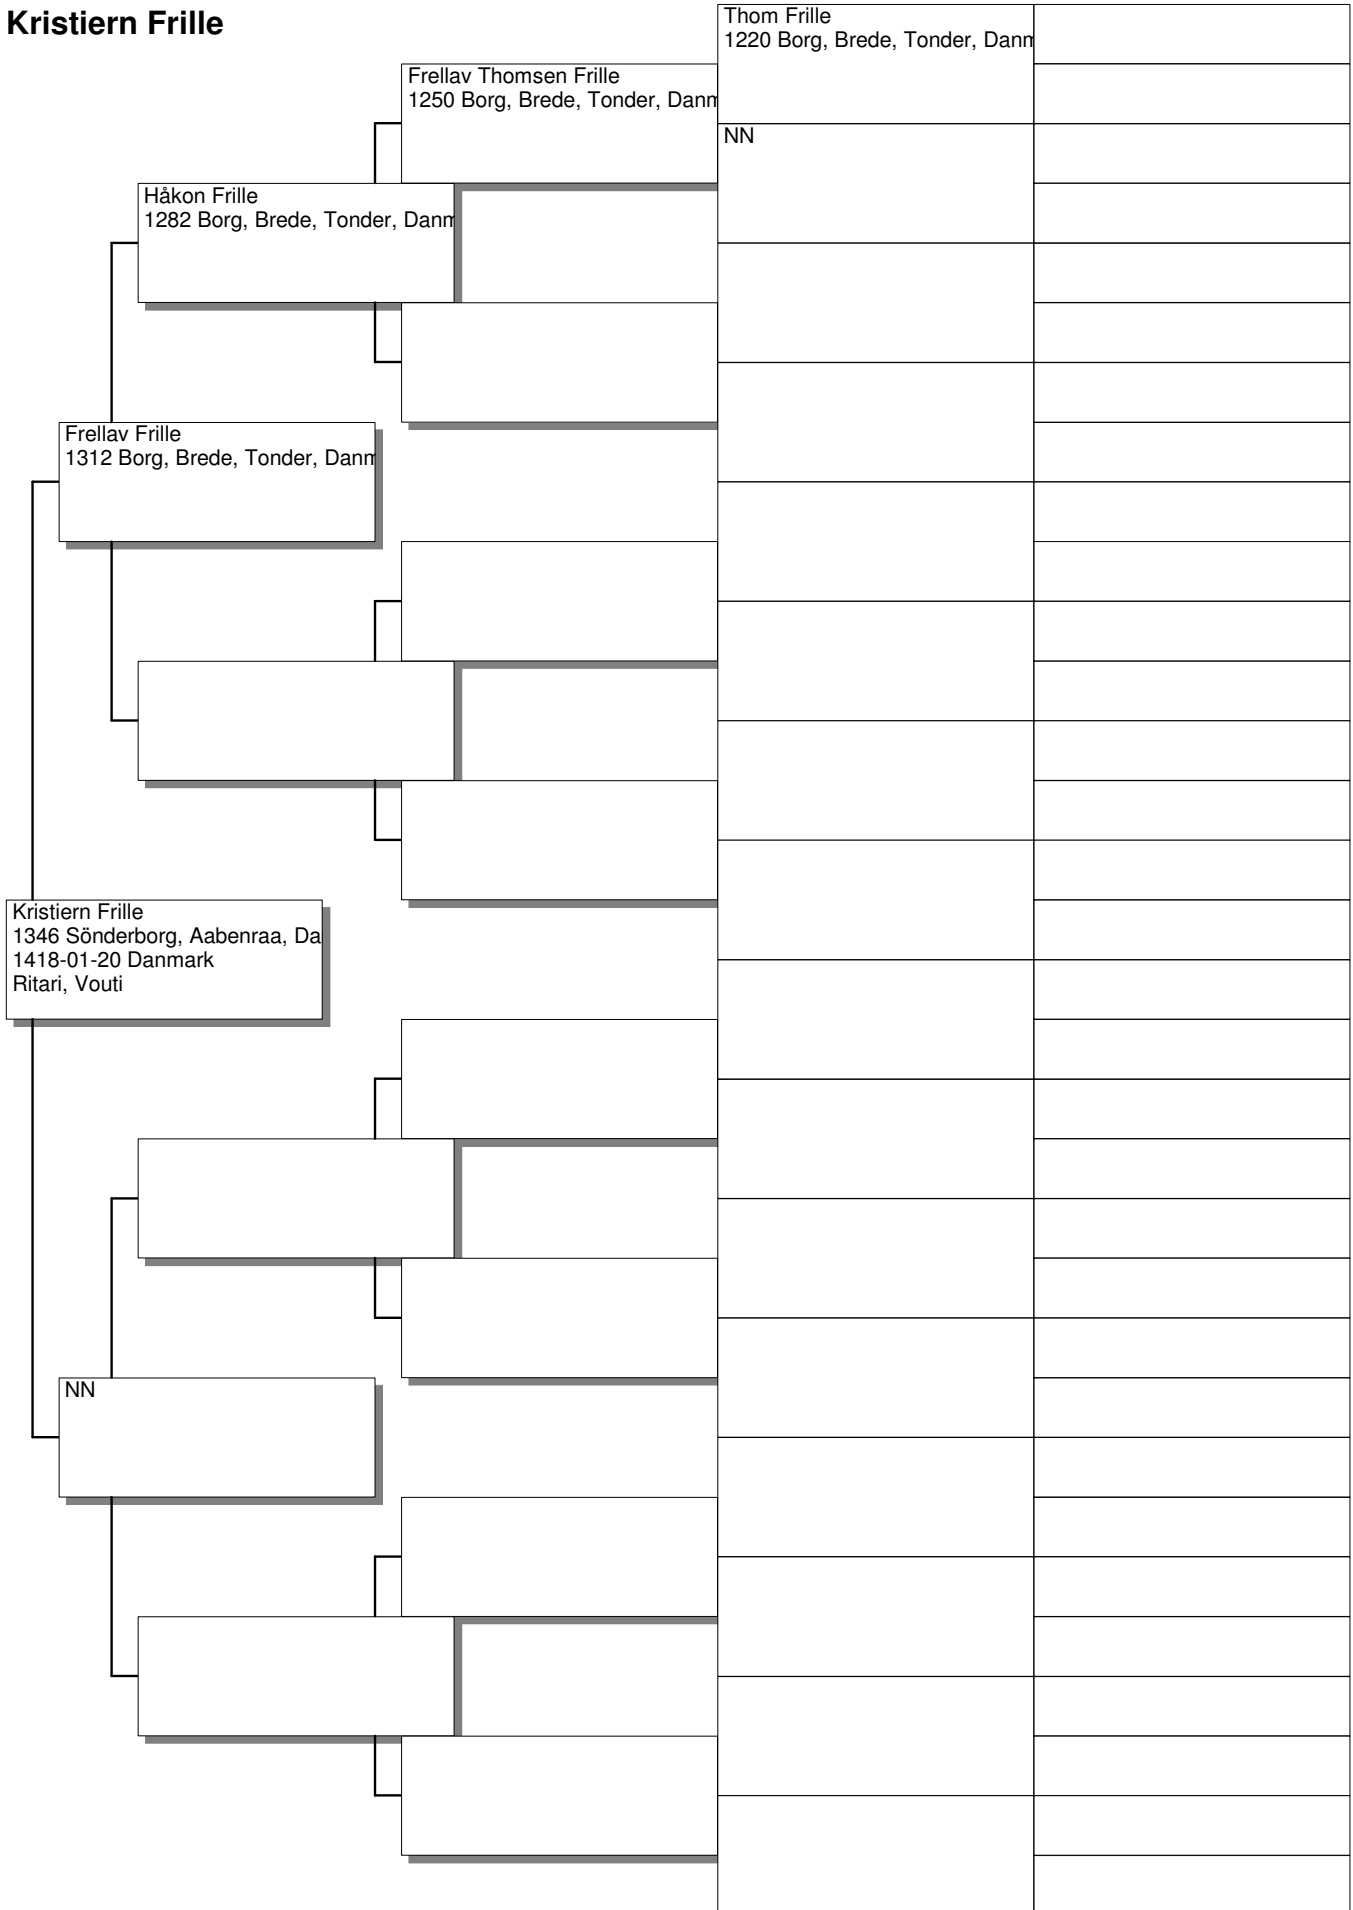 Kristiern Frille
Thom Frille
1220 Borg, Brede, Tonder, Danm
Frellav Thomsen Frille
1250 Borg, Brede, Tonder, Danm
NN
Håkon Frille
1282 Borg, Brede, Tonder, Danm
Frellav Frille
1312 Borg, Brede, Tonder, Danm
Kristiern Frille
1346 Sönderborg, Aabenraa, Da
1418-01-20 Danmark
Ritari, Vouti
NN